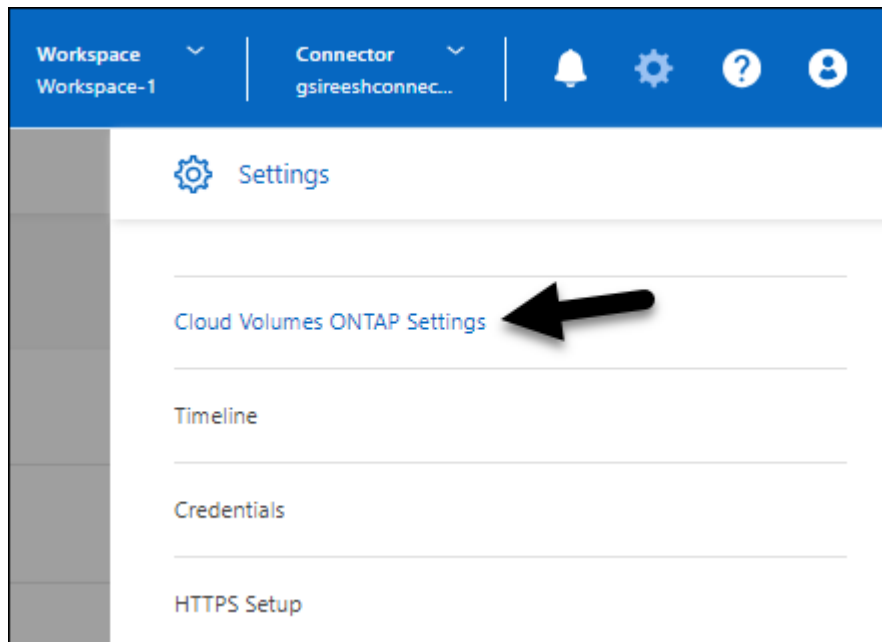 Workspace
Workspace-1
Connector
gsireeshconnec...
Settings
Cloud Volumes ONTAP Settings
Timeline
Credentials
HTTPS Setup